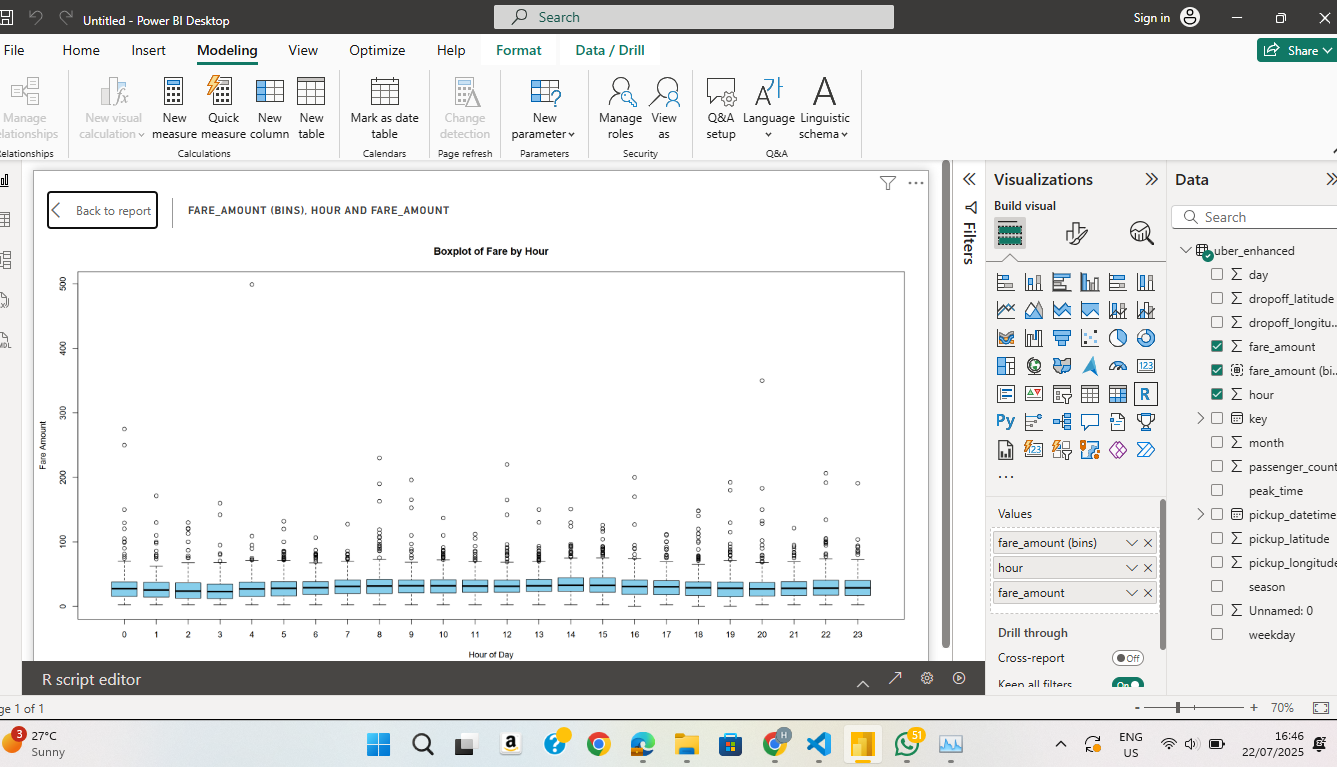 Untitled - Power BI Desktop
Search
Sign in
File Home Insert Modeling View Optimize Help Format Data / Drill
Share
Manage
elationships
New visual
calculation
New
measure
Quick
measure
New
column
New
table
Mark as date
table
Change
detection
New
parameter
Manage
roles
View
as
Q&A
setup
Language
Linguistic
schema
elationships Calculations Calendars Page refresh Parameters Security Q&A
Back to report
FARE_AMOUNT (BINS), HOUR AND FARE_AMOUNT
Boxplot of Fare by Hour
Fare Amount
500
400
300
200
100
0
0 1 2 3 4 5 6 7 8 9 10 11 12 13 14 15 16 17 18 19 20 21 22 23
Hour of Day
R script editor
Filters
Visualizations
Build visual
123
R
Py
123
...
Values
fare_amount (bins)
hour
fare_amount
Drill through
Cross-report
Off
Keep all filters
On
Data
Search
uber_enhanced
day
dropoff_latitude
dropoff_longitu...
fare_amount
fare_amount (bi...
hour
key
month
passenger_count
peak_time
pickup_datetime
pickup_latitude
pickup_longitude
season
Unnamed: 0
weekday
ge 1 of 1
- + 70%
3
27°C
Sunny
a
H
51
ENG
US
16:46
22/07/2025